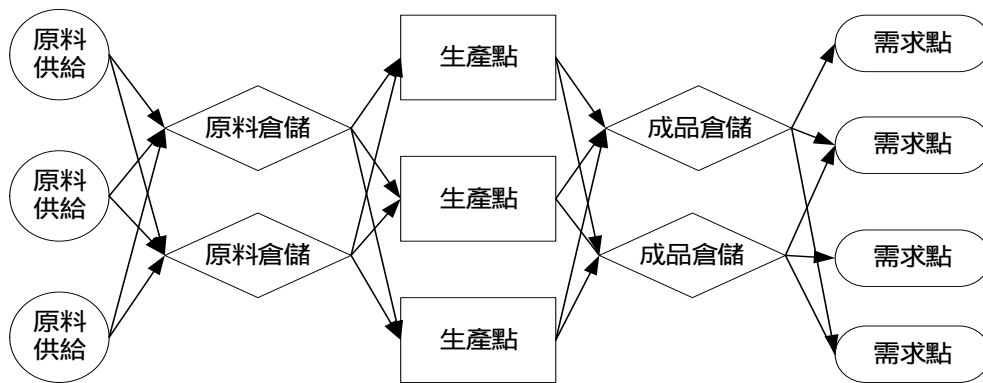 原料
供給
原料
供給
原料
供給
原料倉儲
原料倉儲
生產點
生產點
生產點
成品倉儲
成品倉儲
需求點
需求點
需求點
需求點